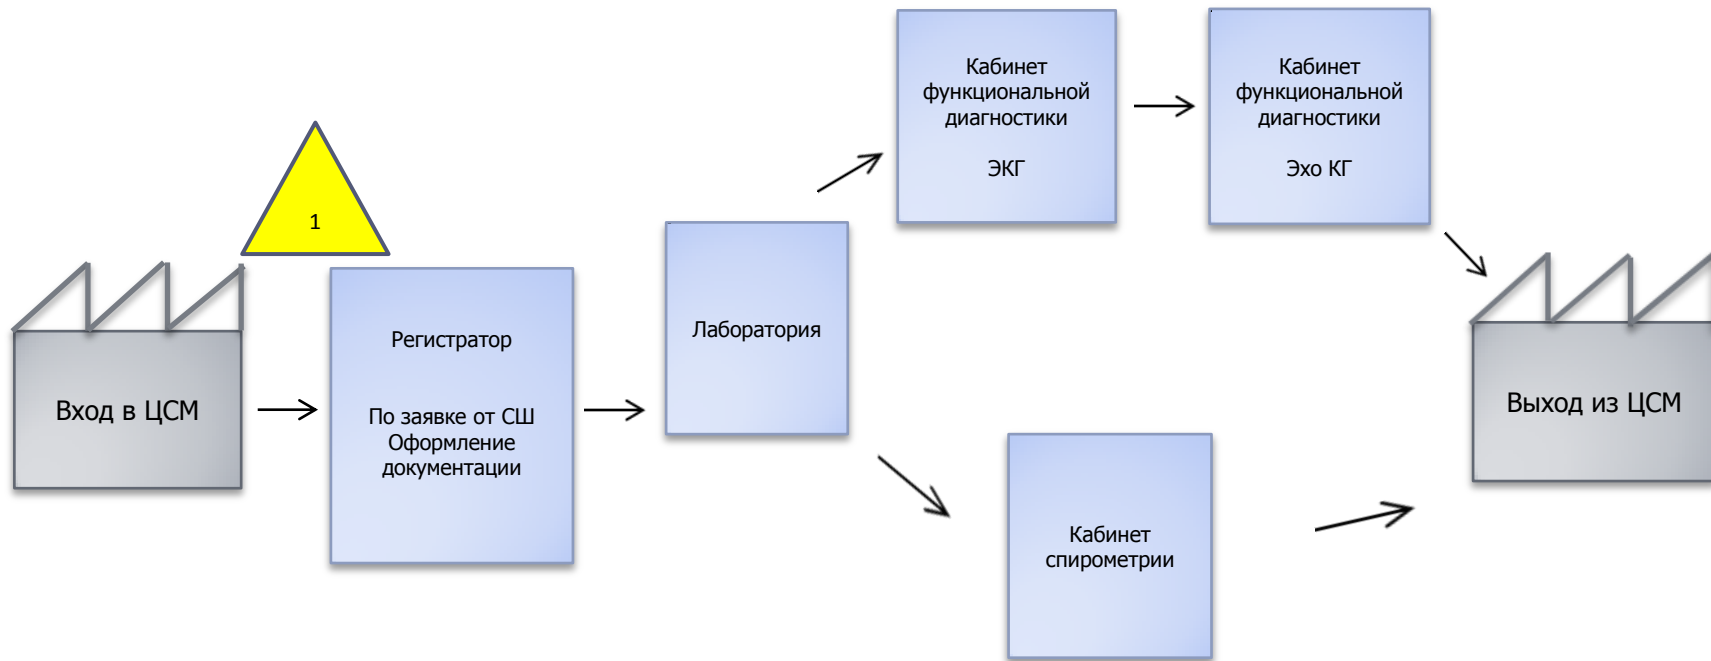 1
Вход в ЦСМ
Регистратор
По заявке от СШ
Оформление
документации
Лаборатория
Кабинет
функциональной
диагностики
ЭКГ
Кабинет
функциональной
диагностики
Эхо КГ
Кабинет
спирометрии
Выход из ЦСМ